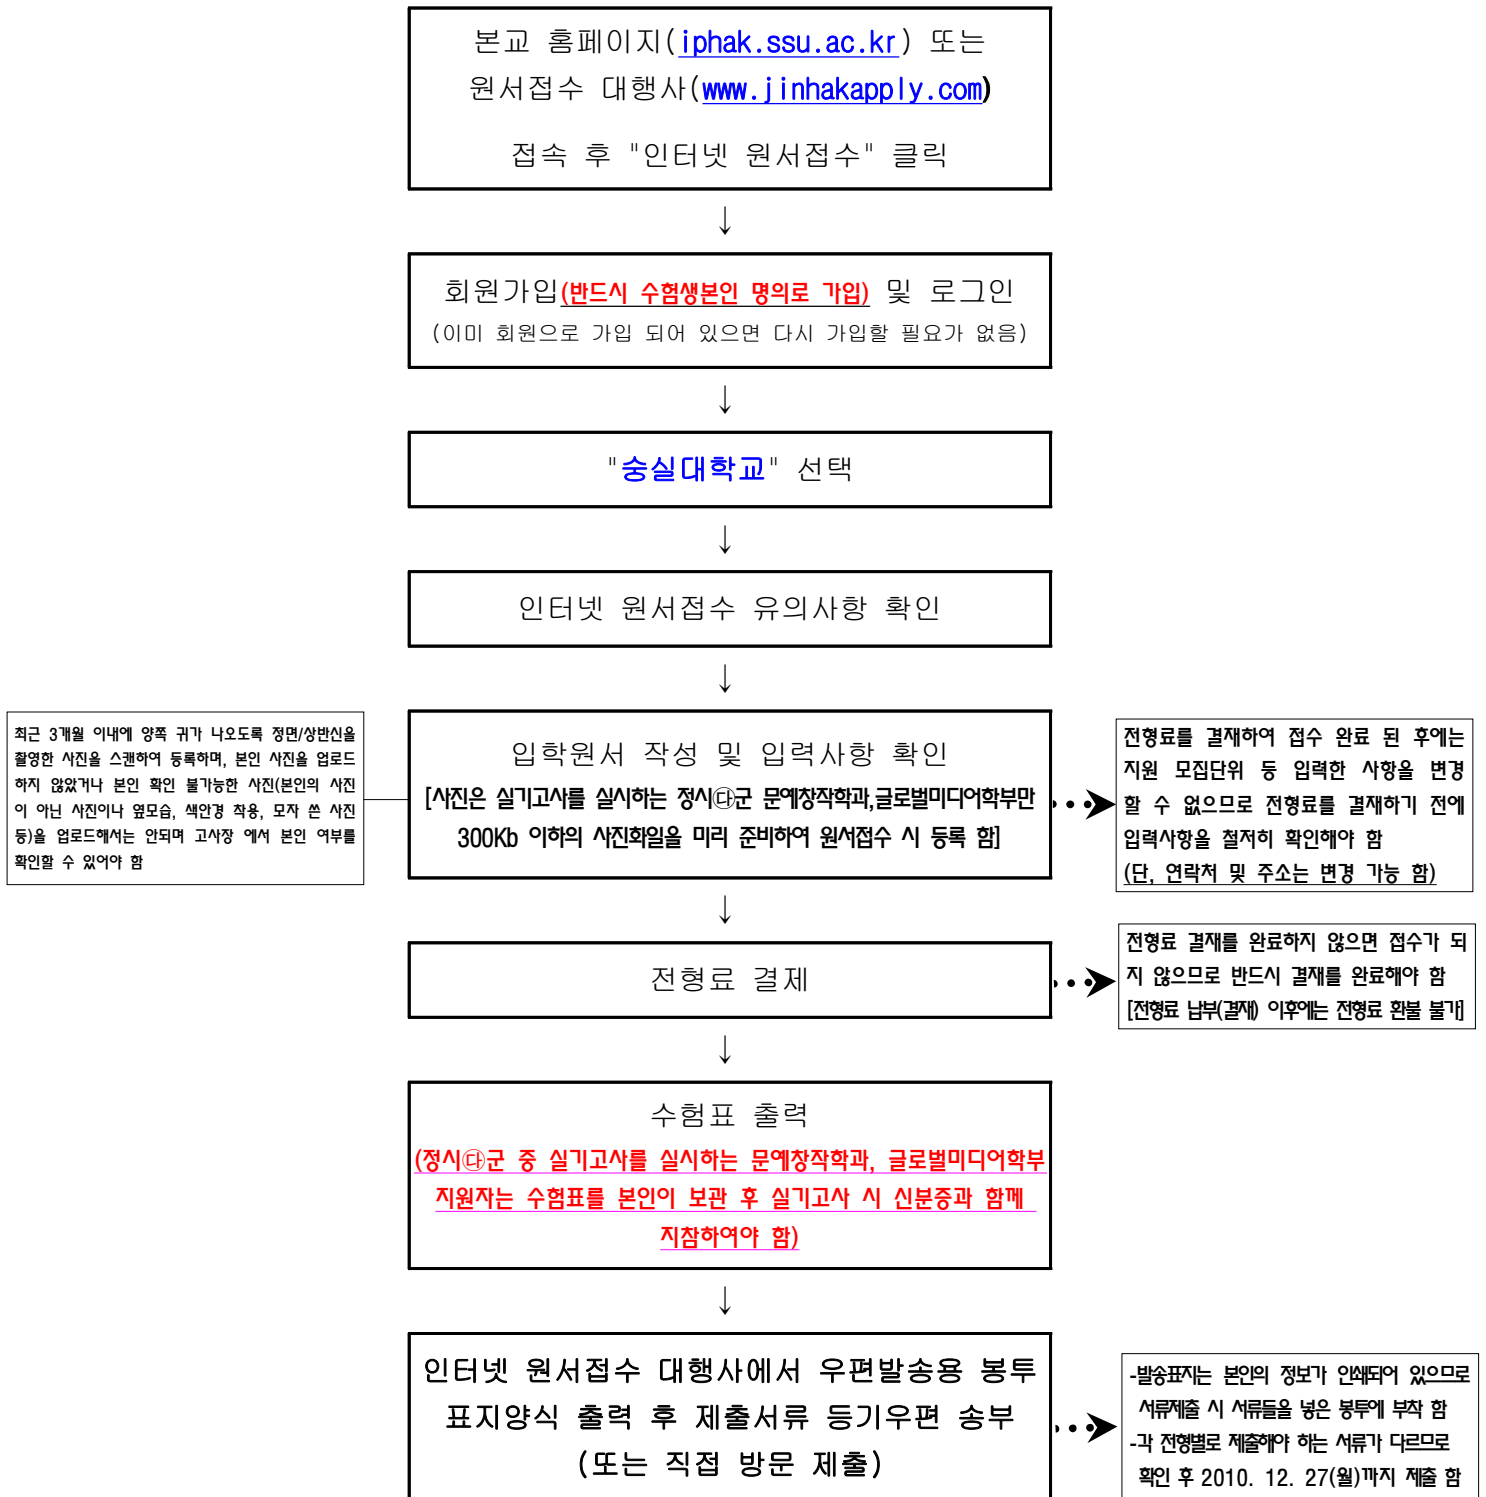 본교 홈페이지(iphak.ssu.ac.kr) 또는
원서접수 대행사(www.jinhakapply.com)
접속 후 "인터넷 원서접수" 클릭
↓
회원가입(반드시 수험생본인 명의로 가입) 및 로그인
(이미 회원으로 가입 되어 있으면 다시 가입할 필요가 없음)
↓
"숭실대학교" 선택
↓
인터넷 원서접수 유의사항 확인
↓
최근 3개월 이내에 양쪽 귀가 나오도록 정면/상반신을
촬영한 사진을 스캔하여 등록하며, 본인 사진을 업로드
하지 않았거나 본인 확인 불가능한 사진(본인의 사진
이 아닌 사진이나 옆모습, 색안경 착용, 모자 쓴 사진
등)을 업로드해서는 안되며 고사장 에서 본인 여부를
확인할 수 있어야 함
입학원서 작성 및 입력사항 확인
[사진은 실기고사를 실시하는 정시㉰군 문예창작학과,글로벌미디어학부만
300Kb 이하의 사진화일을 미리 준비하여 원서접수 시 등록 함]
전형료를 결재하여 접수 완료 된 후에는
지원 모집단위 등 입력한 사항을 변경
할 수 없으므로 전형료를 결재하기 전에
입력사항을 철저히 확인해야 함
(단, 연락처 및 주소는 변경 가능 함)
↓
전형료 결제
전형료 결재를 완료하지 않으면 접수가 되
지 않으므로 반드시 결재를 완료해야 함
[전형료 납부(결재) 이후에는 전형료 환불 불가]
↓
수험표 출력
(정시㉰군 중 실기고사를 실시하는 문예창작학과, 글로벌미디어학부
지원자는 수험표를 본인이 보관 후 실기고사 시 신분증과 함께
지참하여야 함)
↓
인터넷 원서접수 대행사에서 우편발송용 봉투
표지양식 출력 후 제출서류 등기우편 송부
(또는 직접 방문 제출)
-발송표지는 본인의 정보가 인쇄되어 있으므로
서류제출 시 서류들을 넣은 봉투에 부착 함
-각 전형별로 제출해야 하는 서류가 다르므로
확인 후 2010. 12. 27(월)까지 제출 함